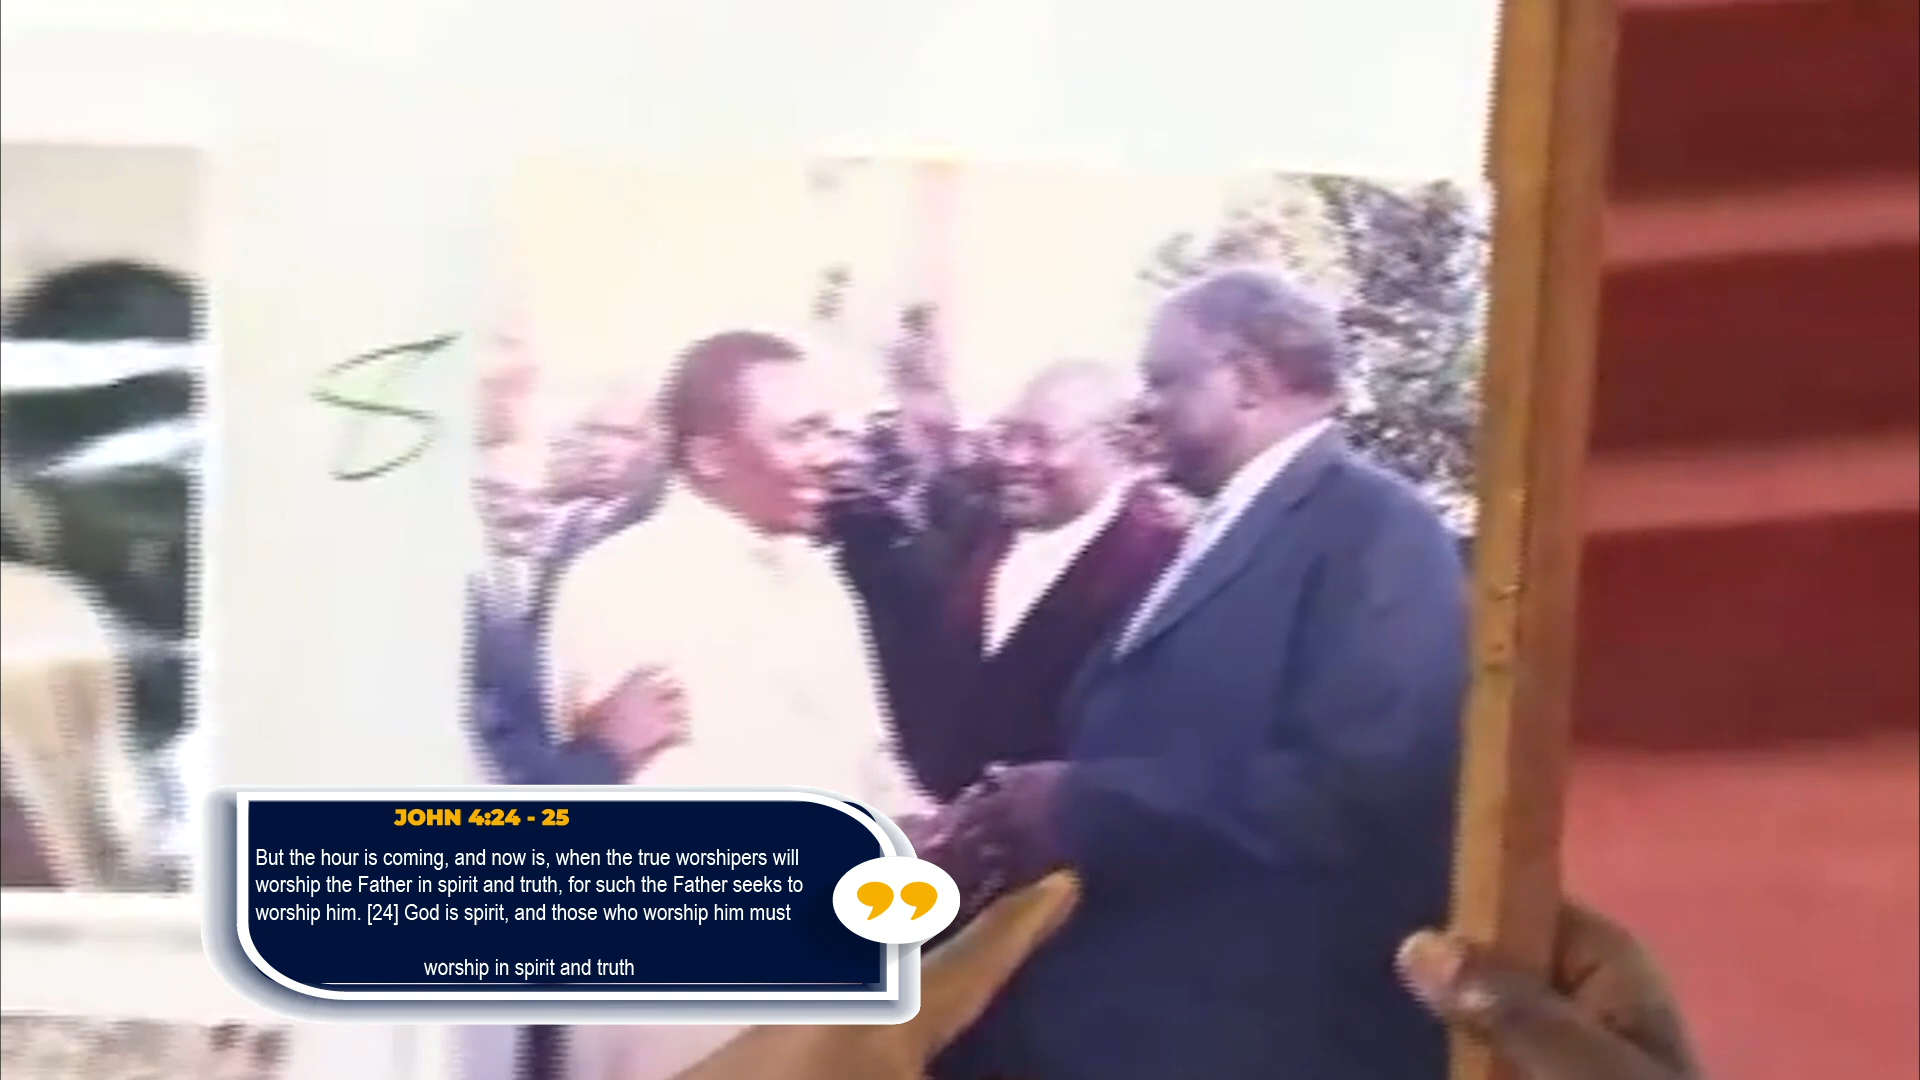 S
JOHN 4:24 - 25
But the hour is coming, and now is, when the true worshipers will
worship the Father in spirit and truth, for such the Father seeks to
worship him. [24] God is spirit, and those who worship him must
worship in spirit and truth